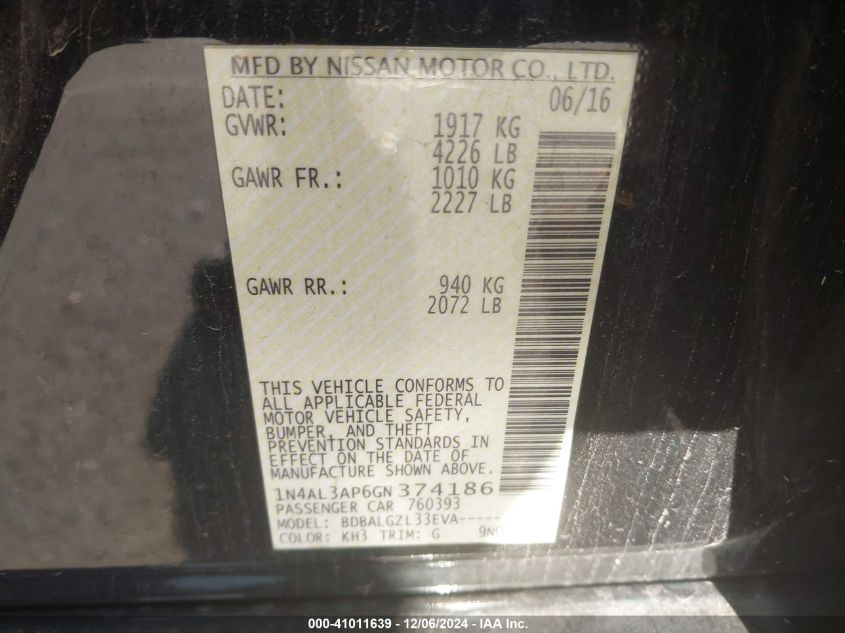 MFD BY NISSAN MOTOR CO., LTD.
DATE: 06/16
GVWR: 1917 KG
4226 LB
GAWR FR.: 1010 KG
2227 LB
GAWR RR.: 940 KG
2072 LB
THIS VEHICLE CONFORMS TO
ALL APPLICABLE FEDERAL
MOTOR VEHICLE SAFETY,
BUMPER, AND THEFT
PREVENTION STANDARDS IN
EFFECT ON THE DATE OF
MANUFACTURE SHOWN ABOVE.
1N4AL3AP6GN374186
PASSENGER CAR 760393
MODEL: BDBALGZL33EVA-----
COLOR: KH3 TRIM: G
000-41011639 - 12/06/2024 - IAA Inc.